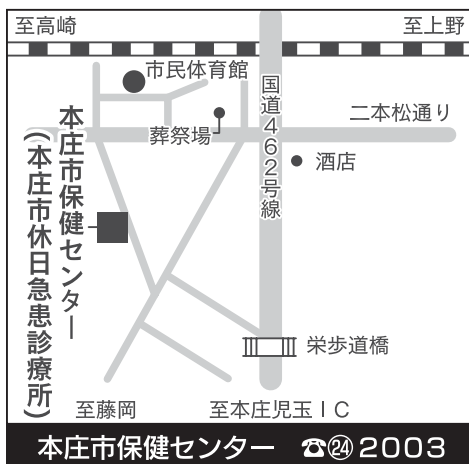 至高崎
至上野
市民体育館
国道462号線
二本松通り
葬祭場
酒店
本庄市保健センター
(本庄市休日急患診療所)
栄歩道橋
至藤岡
至本庄児玉IC
本庄市保健センター ☎㉔2003